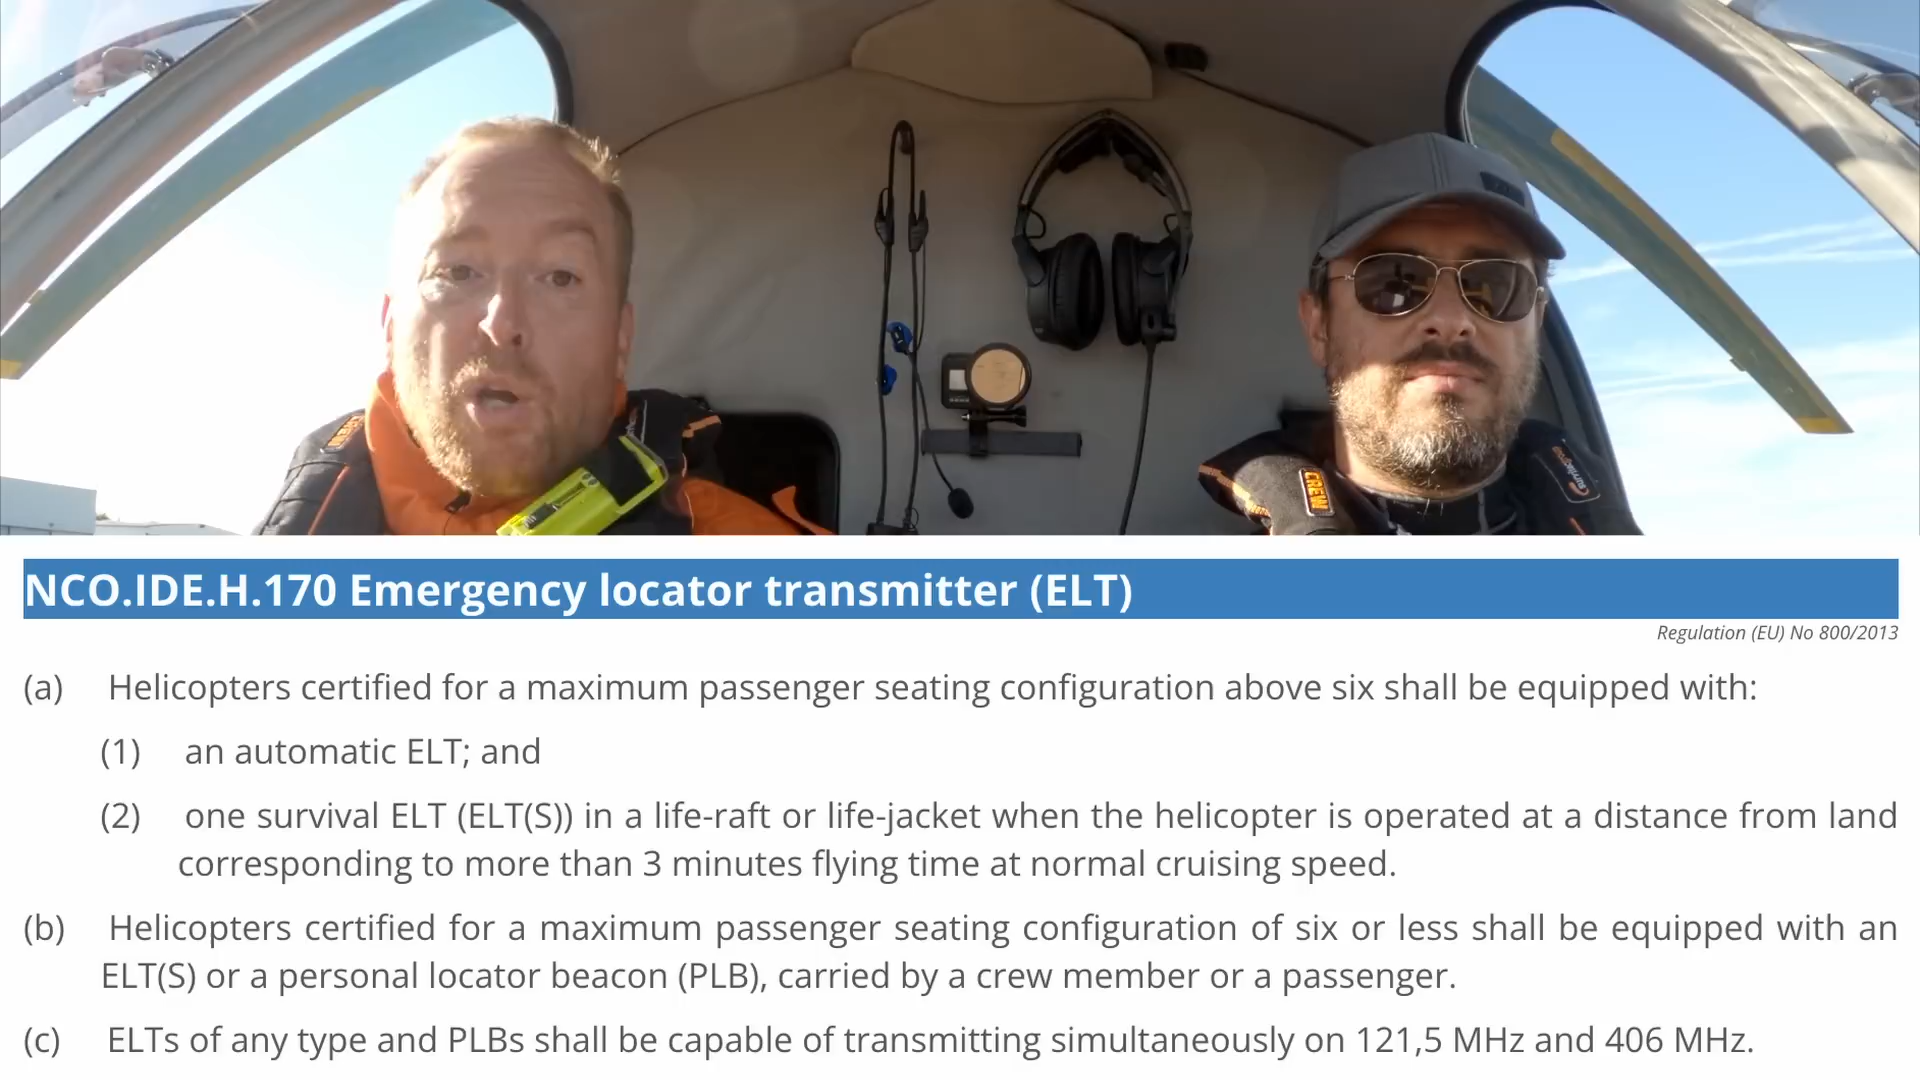 CREW
CREW
NCO.IDE.H.170 Emergency locator transmitter (ELT)
Regulation (EU) No 800/2013
(a) Helicopters certified for a maximum passenger seating configuration above six shall be equipped with:
(1) an automatic ELT; and
(2) one survival ELT (ELT(S)) in a life-raft or life-jacket when the helicopter is operated at a distance from land
corresponding to more than 3 minutes flying time at normal cruising speed.
(b) Helicopters certified for a maximum passenger seating configuration of six or less shall be equipped with an
ELT(S) or a personal locator beacon (PLB), carried by a crew member or a passenger.
(c) ELTs of any type and PLBs shall be capable of transmitting simultaneously on 121,5 MHz and 406 MHz.